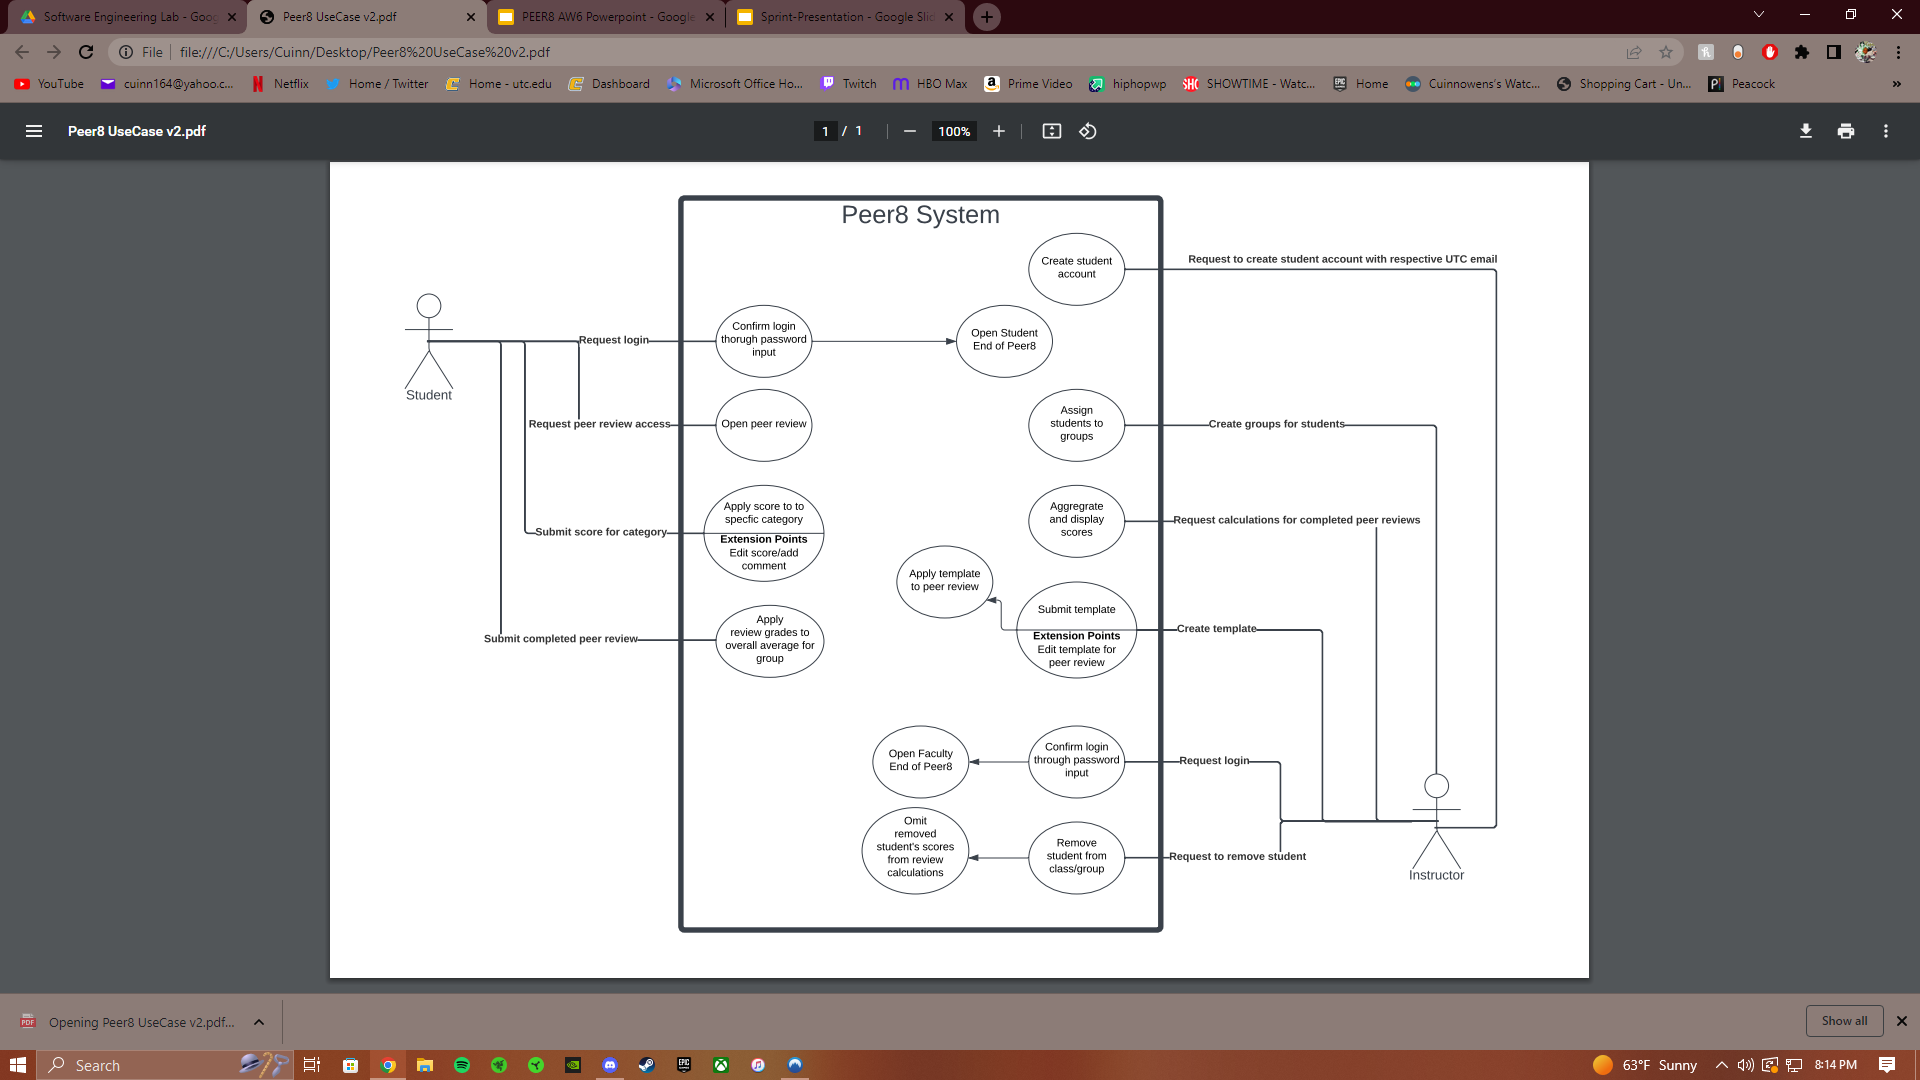 Software Engineering Lab - Goog
Peer8 UseCase v2.pdf
PEER8 AW6 Powerpoint - Google
Sprint-Presentation - Google Slid
File
file:///C:/Users/Cuinn/Desktop/Peer8%20UseCase%20v2.pdf
YouTube
cuinn164@yahoo.c...
Netflix
Home / Twitter
Home - utc.edu
Dashboard
Microsoft Office Ho...
Twitch
HBO Max
Prime Video
hiphopwp
SHOWTIME - Watc...
Home
Cuinnowens's Watc...
Shopping Cart - Un...
Peacock
»
Peer8 UseCase v2.pdf
1 / 1
100%
Peer8 System
Create student
account
Request to create student account with respective UTC email
Student
Request login
Confirm login
thorugh password
input
Open Student
End of Peer8
Request peer review access
Open peer review
Assign
students to
groups
Create groups for students
Submit score for category
Apply score to to
specfic category
Extension Points
Edit score/add
comment
Aggregrate
and display
scores
Request calculations for completed peer reviews
Apply template
to peer review
Submit template
Extension Points
Edit template for
peer review
Create template
Submit completed peer review
Apply
review grades to
overall average for
group
Open Faculty
End of Peer8
Confirm login
through password
input
Request login
Omit
removed
student's scores
from review
calculations
Remove
student from
class/group
Request to remove student
Instructor
PDF
Opening Peer8 UseCase v2.pdf...
Show all
Search
63°F Sunny
8:14 PM